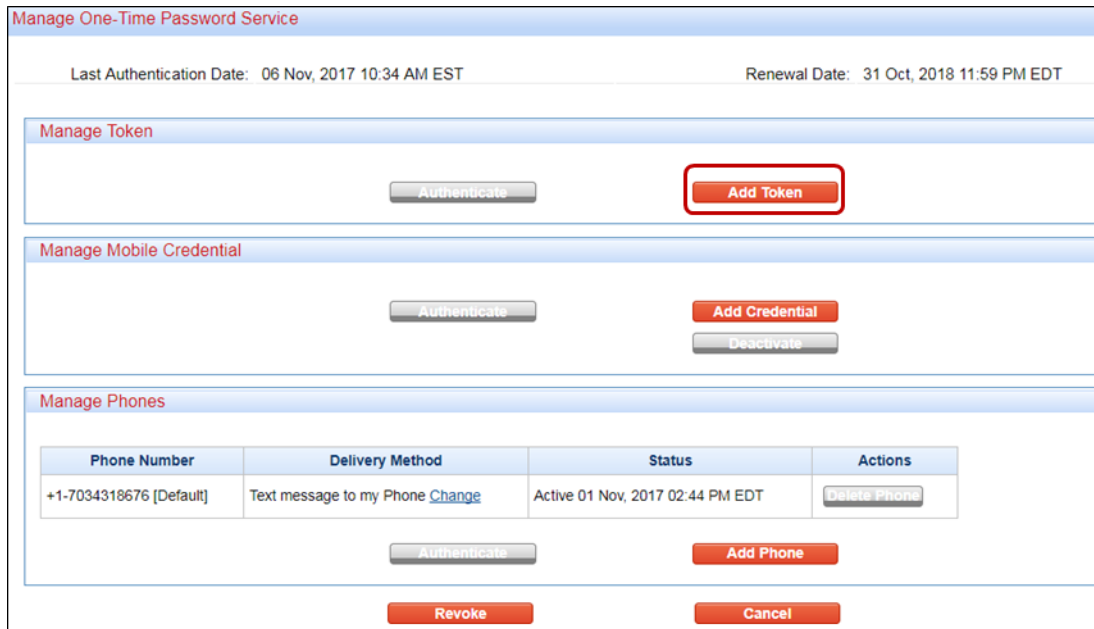 Manage One-Time Password Service
Last Authentication Date: 06 Nov, 2017 10:34 AM EST Renewal Date: 31 Oct, 2018 11:59 PM EDT
Manage Token
Authenticate Add Token
Manage Mobile Credential
Authenticate Add Credential
Deactivate
Manage Phones
Phone Number Delivery Method Status Actions
+1-7034318676 [Default] Text message to my Phone Change Active 01 Nov, 2017 02:44 PM EDT Delete Phone
Authenticate Add Phone
Revoke Cancel